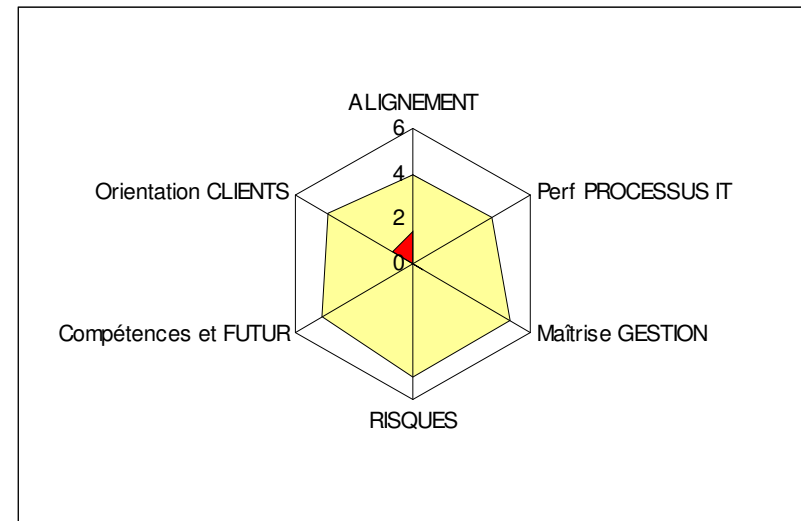 ALIGNEMENT
6
Orientation CLIENTS
4
Perf PROCESSUS IT
2
0
Compétences et FUTUR
Maîtrise GESTION
RISQUES